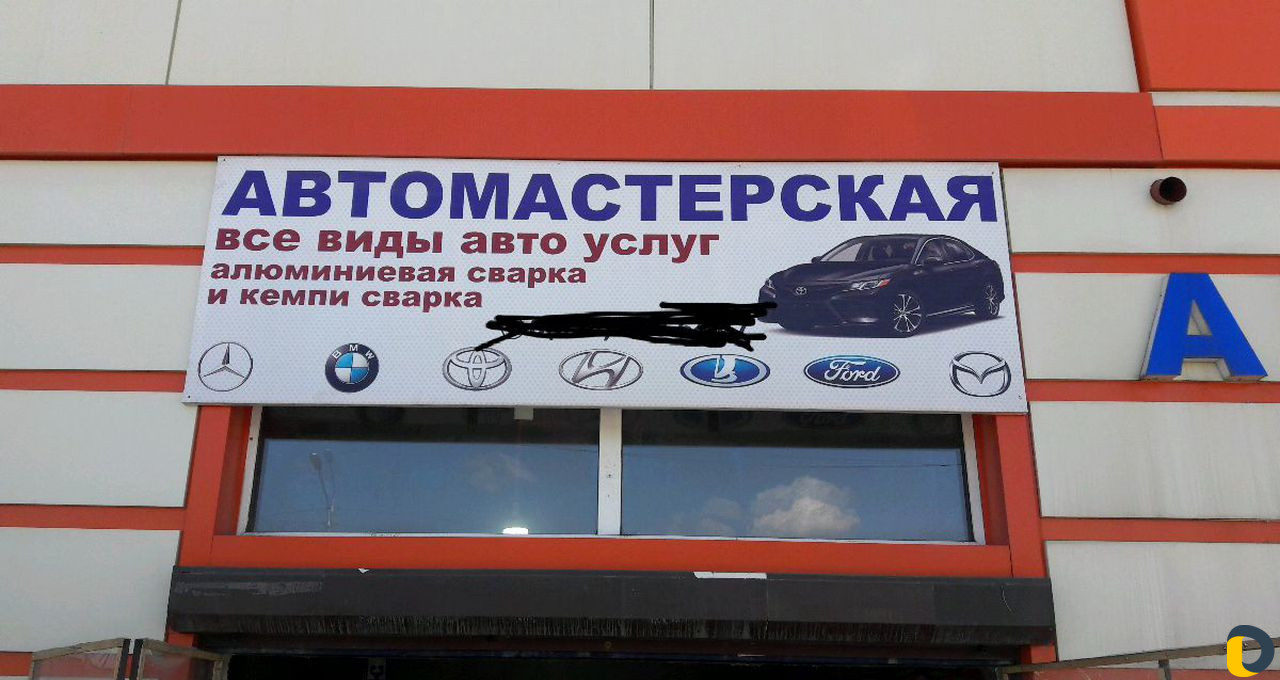 АВТОМАСТЕРСКАЯ
все виды авто услуг
алюминиевая сварка
и кемпи сварка
BMW
Ford
А